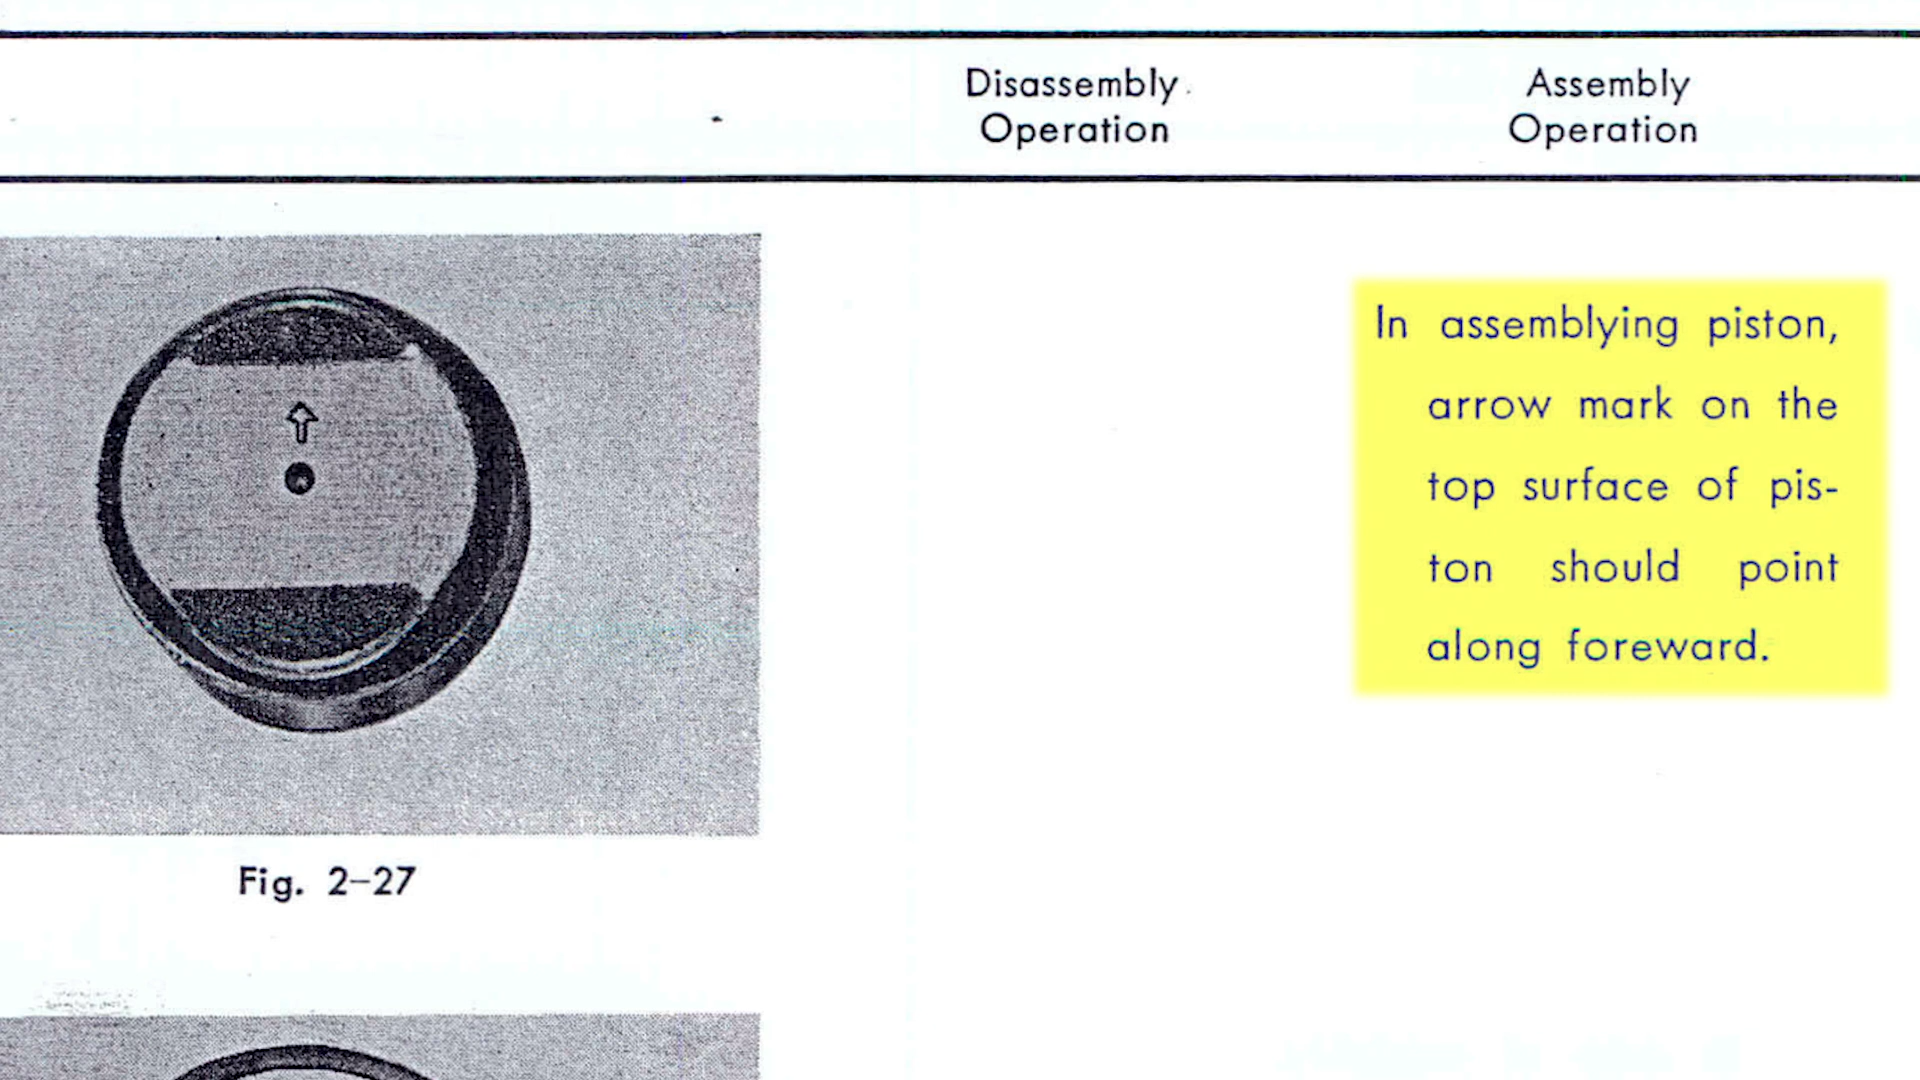 Disassembly
Operation
Assembly
Operation
In assemblying piston,
arrow mark on the
top surface of pis-
ton should point
along foreward.
Fig. 2-27